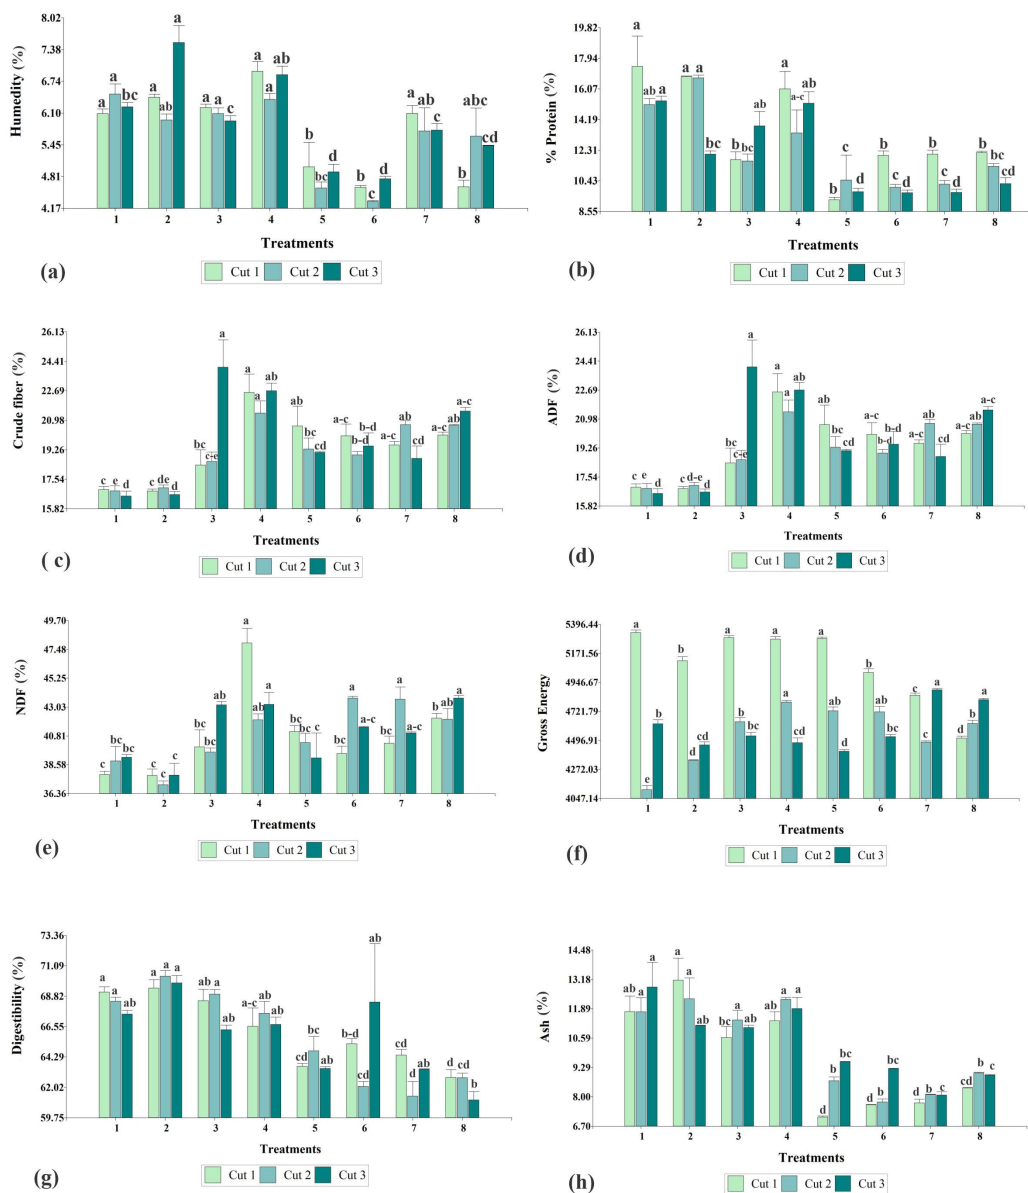 8.02
7.38
6.74
6.10
5.45
4.81
4.17
Humedity (%)
a a bc
a ab a
a a c
a a ab
b bc d
b c d
a ab bc
b abc cd
1 2 3 4 5 6 7 8
Treatments
Cut 1 Cut 2 Cut 3
(a)
19.82
17.94
16.07
14.19
12.31
10.43
8.55
% Protein (%)
a ab a
a a bc
bc bc ab
a a-c a
c c d
b c d
b c d
b bc cd
1 2 3 4 5 6 7 8
Treatments
Cut 1 Cut 2 Cut 3
(b)
26.13
24.41
22.69
20.98
19.26
17.54
15.82
Crude fiber (%)
c e d
c de d
bc c-e a
a a ab
ab bc cd
a-c b-d b-d
a-c ab cd
a-c ab a-c
1 2 3 4 5 6 7 8
Treatments
Cut 1 Cut 2 Cut 3
( c)
26.13
24.41
22.69
20.98
19.26
17.54
15.82
ADF (%)
c e d
c d-e d
bc c-e a
a a ab
ab bc cd
a-c b-d bc
a-c ab cd
a-c ab a-c
1 2 3 4 5 6 7 8
Treatments
Cut 1 Cut 2 Cut 3
(d)
49.70
47.48
45.25
43.03
40.81
38.58
36.36
NDF (%)
c bc bc
c c c
bc bc ab
a ab a
bc bc bc
bc a a-c
bc a a-c
b ab a
1 2 3 4 5 6 7 8
Treatments
Cut 1 Cut 2 Cut 3
(e)
5396.44
5171.56
4946.67
4721.79
4496.91
4272.03
4047.14
Gross Energy
a e b
b d cd
a b bc
a a cd
a ab d
b ab bc
c c a
d b a
1 2 3 4 5 6 7 8
Treatments
Cut 1 Cut 2 Cut 3
(f)
73.36
71.09
68.82
66.55
64.29
62.02
59.75
Digestibility (%)
a a ab
a a a
ab a ab
a-c ab ab
cd bc ab
b-d cd ab
d d ab
d cd b
1 2 3 4 5 6 7 8
Treatments
Cut 1 Cut 2 Cut 3
(g)
14.48
13.18
11.89
10.59
9.29
8.00
6.70
Ash (%)
ab a a
a a ab
bc a ab
ab a a
d b bc
d b bc
d b c
cd b c
1 2 3 4 5 6 7 8
Treatments
Cut 1 Cut 2 Cut 3
(h)